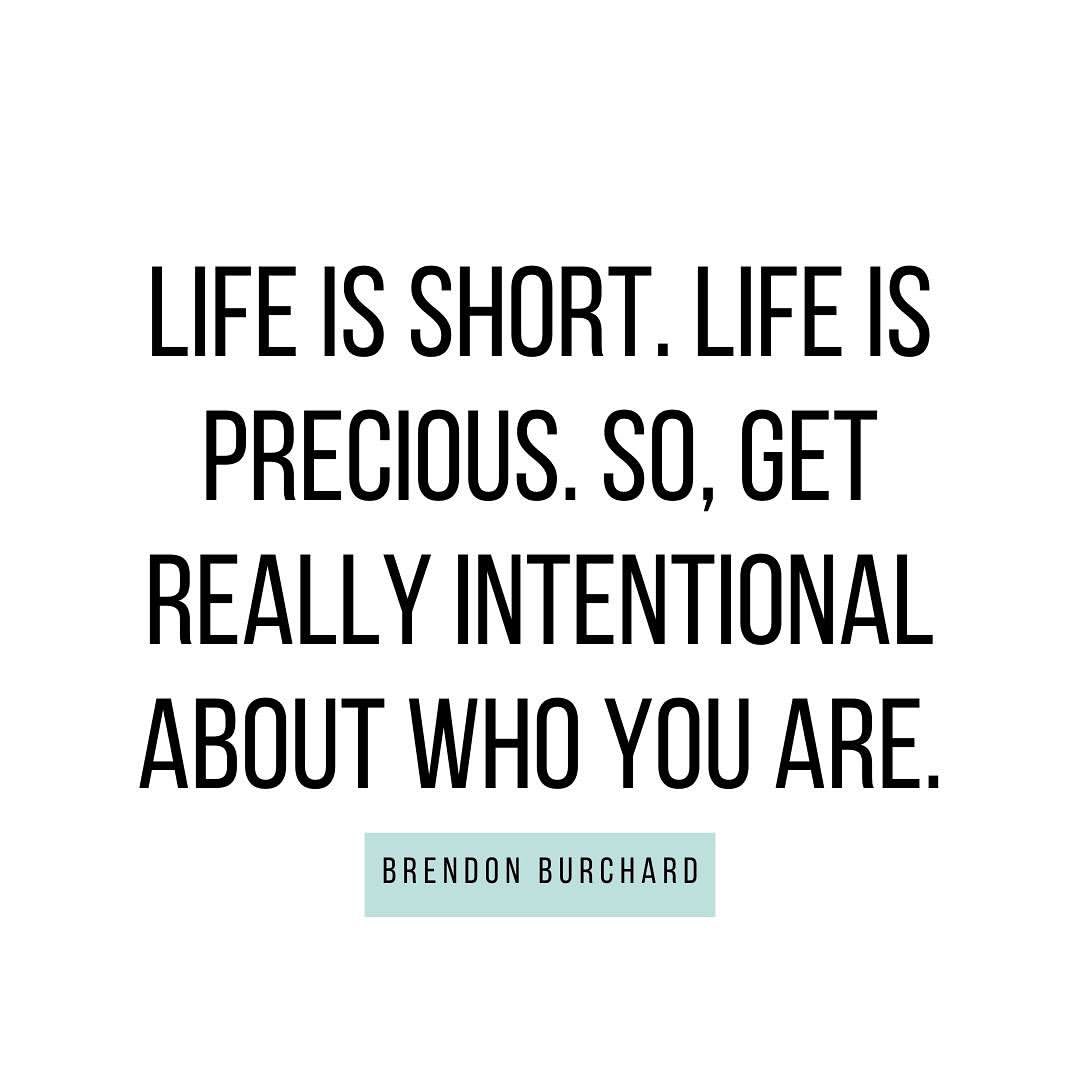 LIFE IS SHORT. LIFE IS
PRECIOUS. SO, GET
REALLY INTENTIONAL
ABOUT WHO YOU ARE.
BRENDON BURCHARD